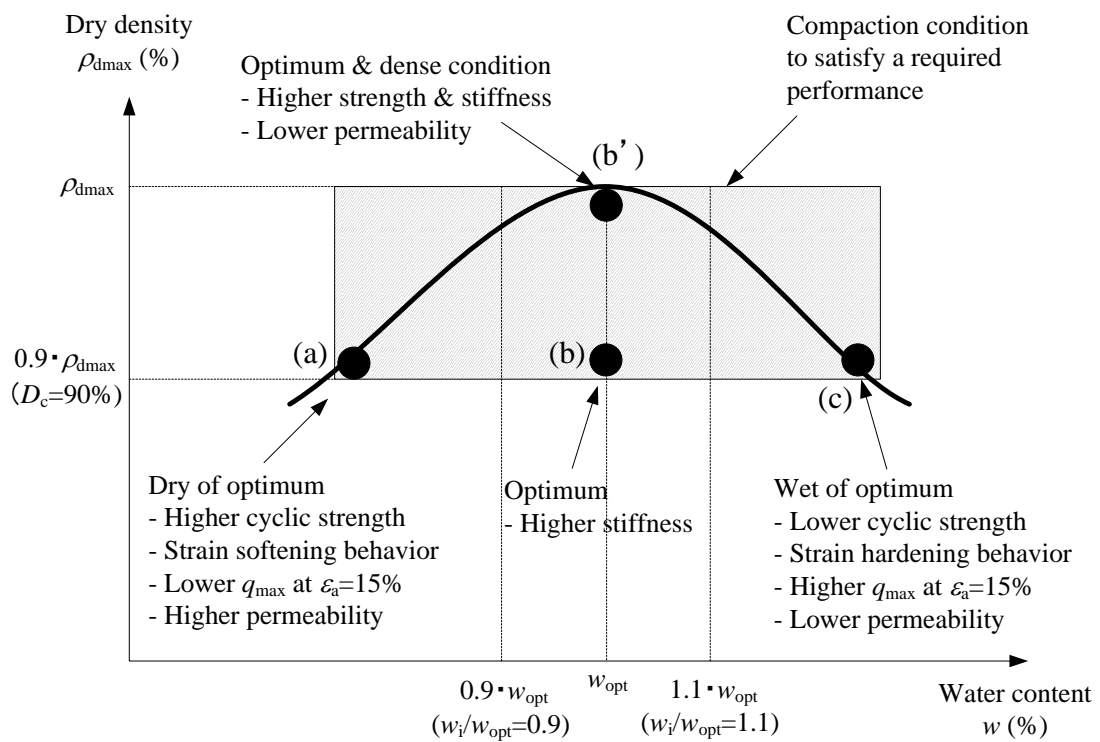 Dry density
ρdmax (%)
Optimum & dense condition
- Higher strength & stiffness
- Lower permeability
Compaction condition
to satisfy a required
performance
(b’)
ρdmax
(a)
(b)
(c)
0.9・ρdmax
(Dc=90%)
Dry of optimum
- Higher cyclic strength
- Strain softening behavior
- Lower qmax at εa=15%
- Higher permeability
Optimum
- Higher stiffness
Wet of optimum
- Lower cyclic strength
- Strain hardening behavior
- Higher qmax at εa=15%
- Lower permeability
0.9・wopt
(wi/wopt=0.9)
wopt
1.1・wopt
(wi/wopt=1.1)
Water content
w (%)